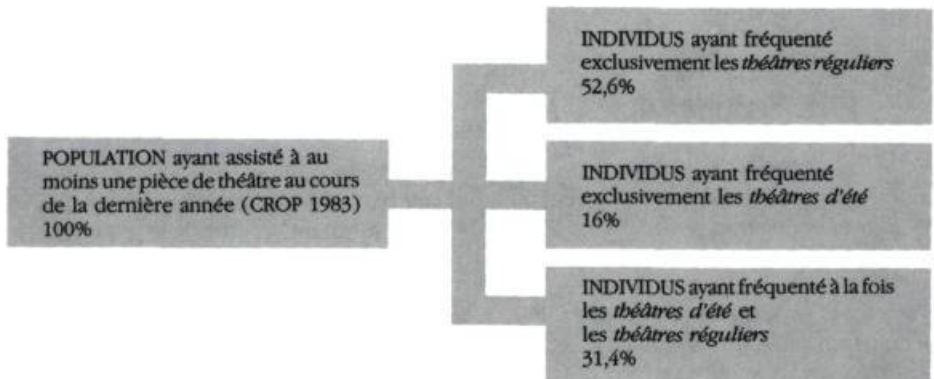 POPULATION ayant assisté à au
moins une pièce de théâtre au cours
de la dernière année (CROP 1983)
100%
INDIVIDUS ayant fréquenté
exclusivement les théâtres réguliers
52,6%
INDIVIDUS ayant fréquenté
exclusivement les théâtres d'été
16%
INDIVIDUS ayant fréquenté à la fois
les théâtres d'été et
les théâtres réguliers
31,4%